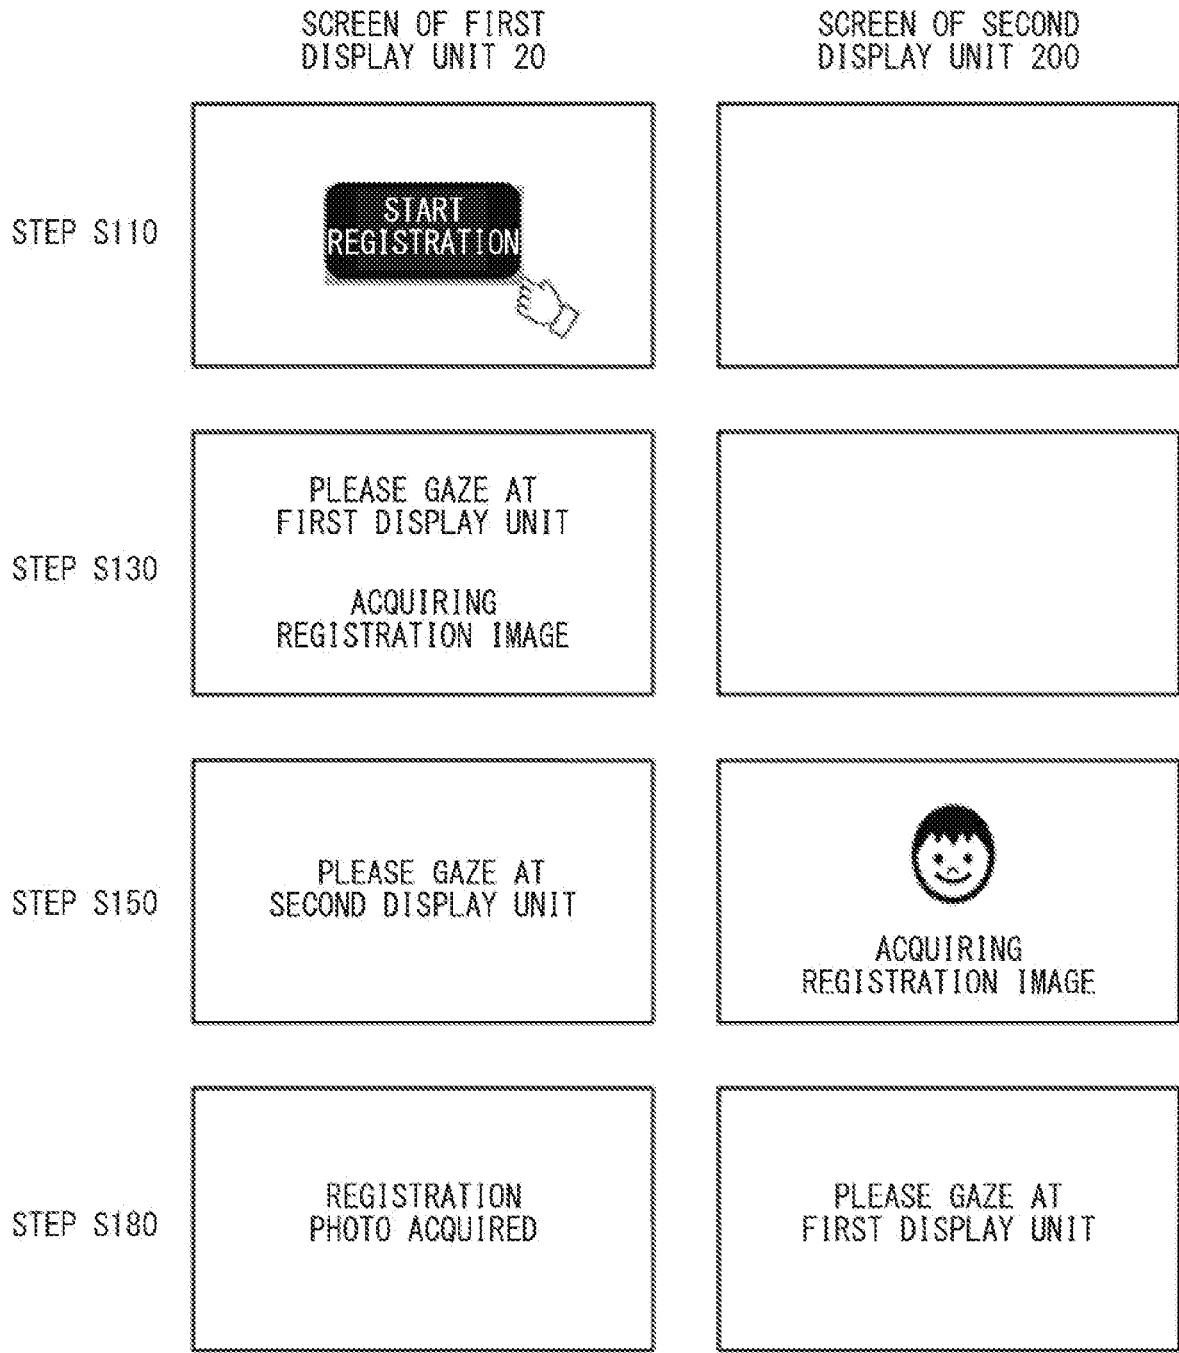 SCREEN OF FIRST
DISPLAY UNIT 20
SCREEN OF SECOND
DISPLAY UNIT 200
STEP S110
START
REGISTRATION
STEP S130
PLEASE GAZE AT
FIRST DISPLAY UNIT
ACQUIRING
REGISTRATION IMAGE
STEP S150
PLEASE GAZE AT
SECOND DISPLAY UNIT
ACQUIRING
REGISTRATION IMAGE
STEP S180
REGISTRATION
PHOTO ACQUIRED
PLEASE GAZE AT
FIRST DISPLAY UNIT